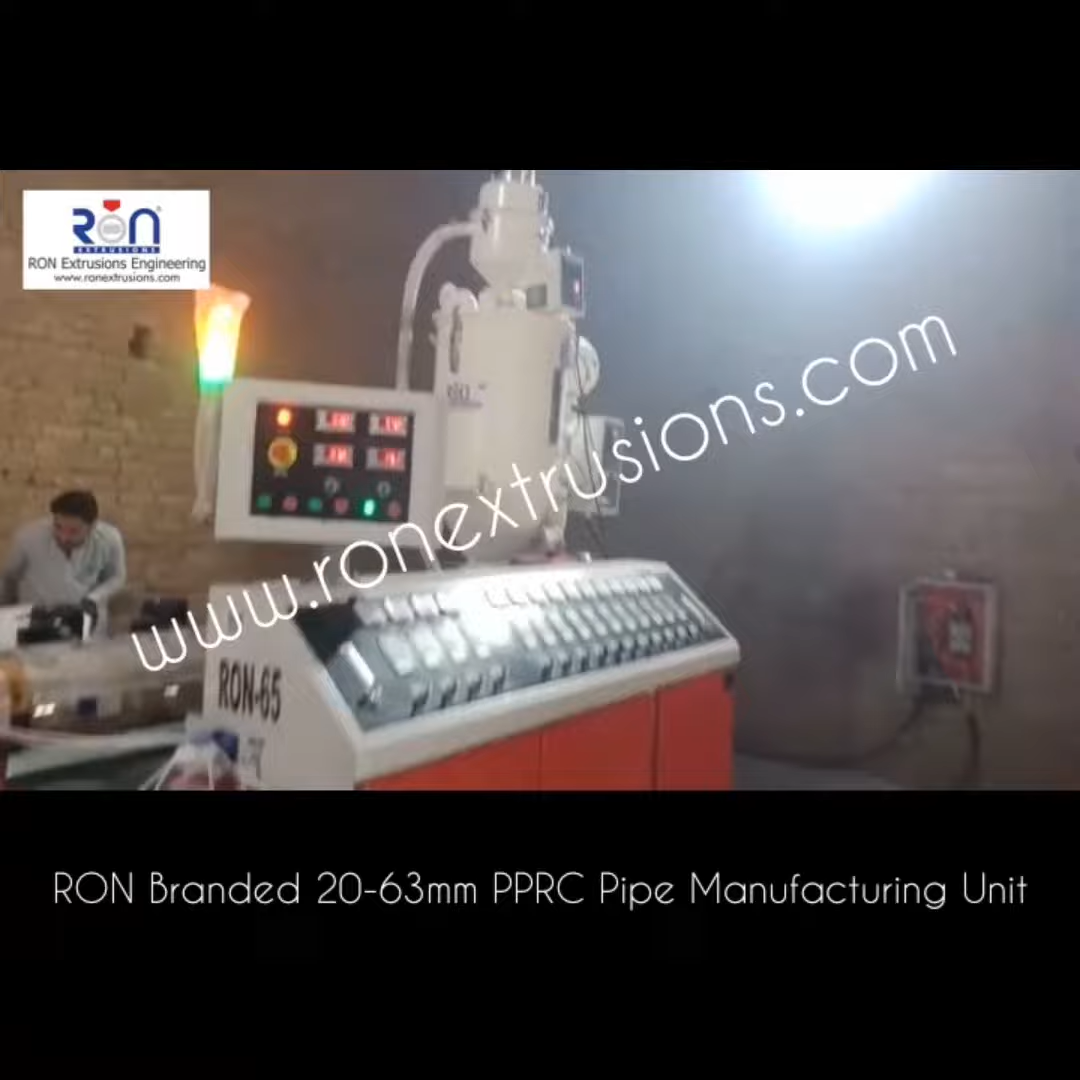 RON
EXTRUSIONS
RON Extrusions Engineering
www.ronextrusions.com
www.ronextrusions.com
RON-65
RON Branded 20-63mm PPRC Pipe Manufacturing Unit